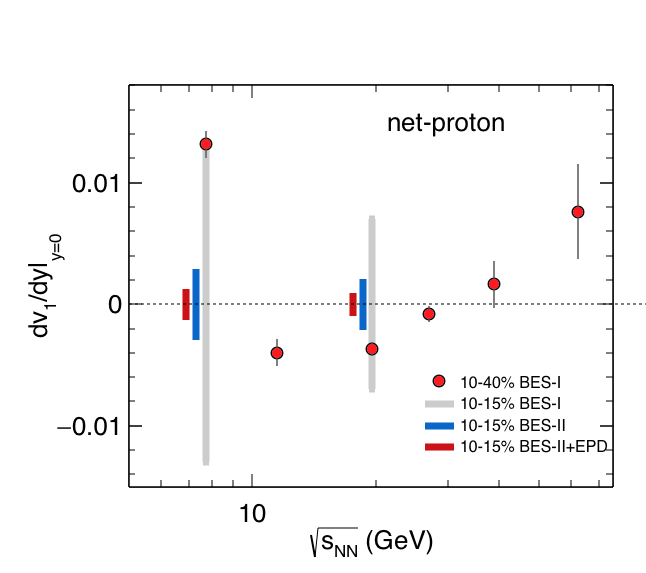 net-proton
0.01
0
−0.01
dv1/dy|y=0
10-40% BES-I
10-15% BES-I
10-15% BES-II
10-15% BES-II+EPD
10
√sNN (GeV)